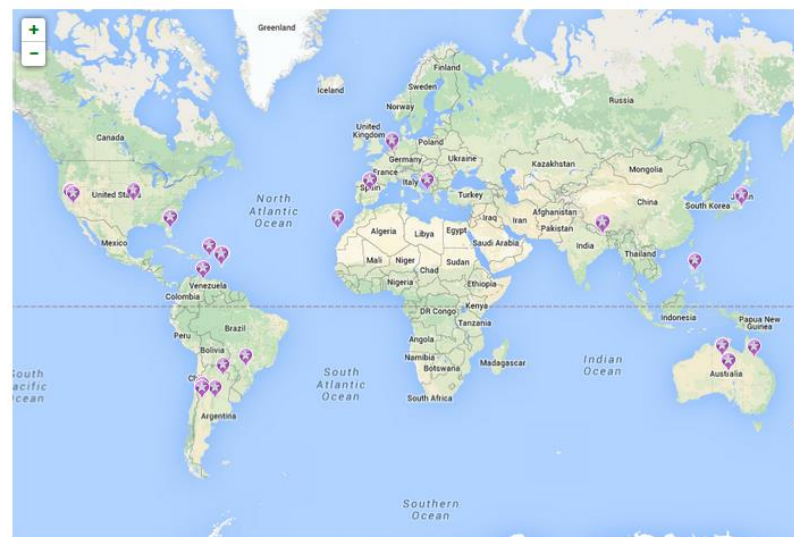 +
−
Greenland
Iceland
Finland
Sweden
Norway
Russia
United
Kingdom
Poland
Germany
Ukraine
France
Kazakhstan
Mongolia
Spain
Italy
Turkey
Canada
United States
North
Atlantic
Ocean
Mexico
Venezuela
Colombia
Brazil
Peru
Bolivia
Argentina
South
Atlantic
Ocean
Algeria
Libya
Egypt
Mali
Niger
Chad
Sudan
Nigeria
Ethiopia
DR Congo
Kenya
Tanzania
Angola
Namibia
Botswana
Madagascar
South Africa
Iraq
Iran
Saudi Arabia
Afghanistan
Pakistan
India
China
South Korea
Thailand
Indonesia
Papua New
Guinea
Indian
Ocean
Australia
Southern
Ocean